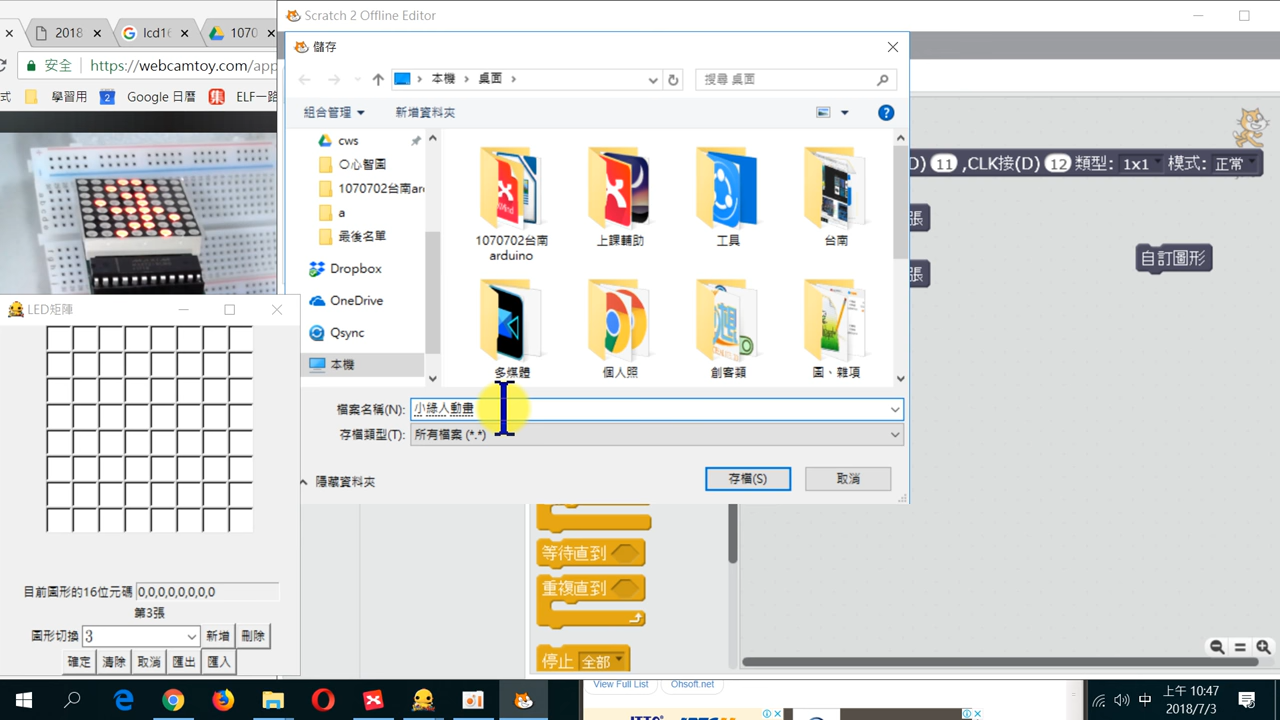 Scratch 2 Offline Editor
2018
lcd16
1070
安全
https://webcamtoy.com/app
式
學習用
2
Google 日曆
集
ELF一路
儲存
本機
桌面
搜尋 桌面
組合管理
新增資料夾
?
cws
〇心智圖
1070702台南ar
a
最後名單
Dropbox
OneDrive
Qsync
本機
1070702台南
arduino
上課輔助
工具
台南
多媒體
個人照
創客類
圖、雜項
檔案名稱(N):
小綠人動畫
存檔類型(T):
所有檔案 (*.*)
隱藏資料夾
存檔(S)
取消
D) 11 ,CLK接(D) 12 類型: 1x1 模式: 正常
張
張
自訂圖形
等待直到
重複直到
停止 全部
LED矩陣
目前圖形的16位元碼
0,0,0,0,0,0,0,0
第3張
圖形切換
3
新增
刪除
確定
清除
取消
匯出
匯入
View Full List
Ohsoft.net
中
上午 10:47
2018/7/3